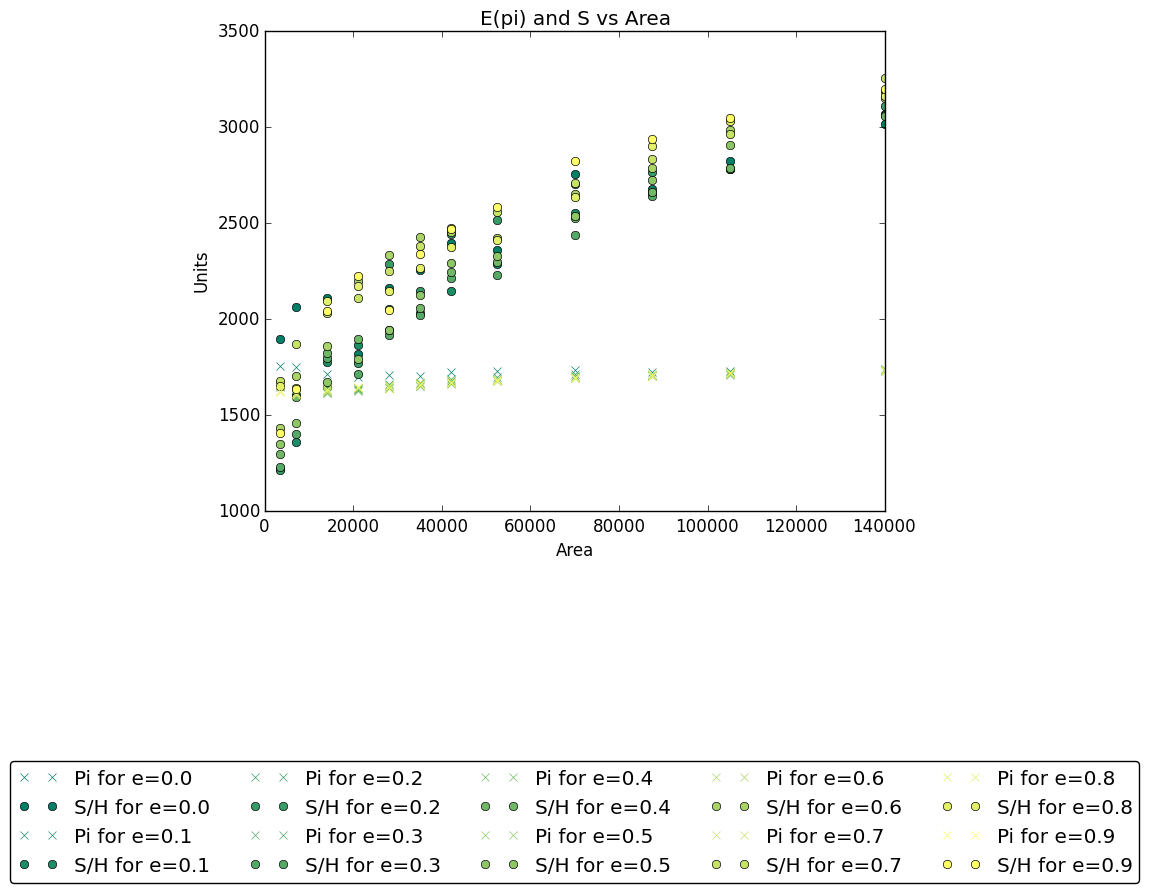 E(pi) and S vs Area
3500
3000
2500
2000
1500
1000
Units
0 20000 40000 60000 80000 100000 120000 140000
Area
Pi for e=0.0 Pi for e=0.2 Pi for e=0.4 Pi for e=0.6 Pi for e=0.8
S/H for e=0.0 S/H for e=0.2 S/H for e=0.4 S/H for e=0.6 S/H for e=0.8
Pi for e=0.1 Pi for e=0.3 Pi for e=0.5 Pi for e=0.7 Pi for e=0.9
S/H for e=0.1 S/H for e=0.3 S/H for e=0.5 S/H for e=0.7 S/H for e=0.9